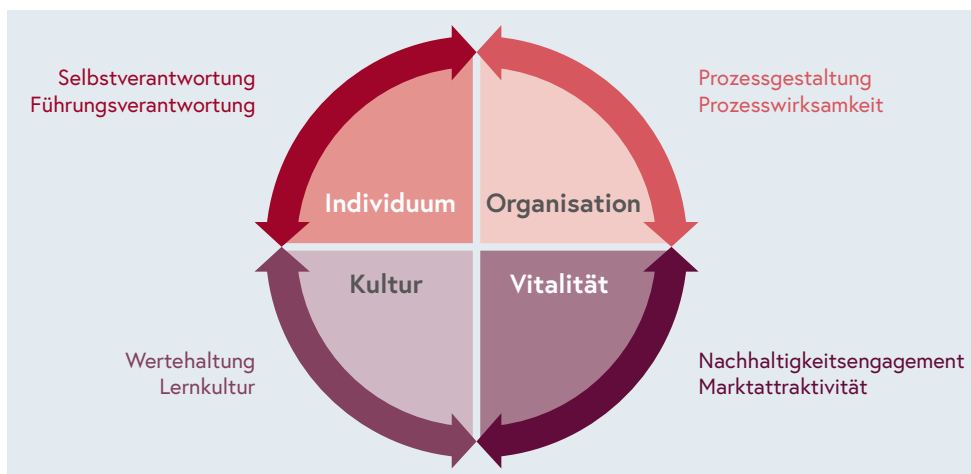 Selbstverantwortung
Führungsverantwortung
Prozessgestaltung
Prozesswirksamkeit
Individuum
Organisation
Kultur
Vitalität
Wertehaltung
Lernkultur
Nachhaltigkeitsengagement
Marktattraktivität